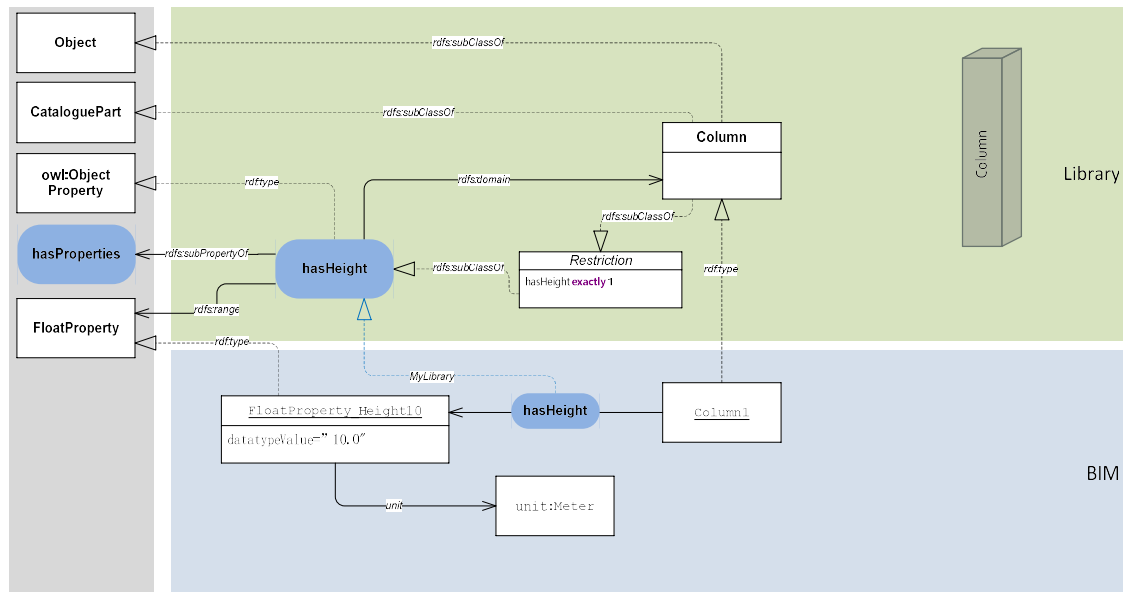 Object
rdfs:subClassOf
CataloguePart
rdfs:subClassOf
Column
Column
Library
owl:Object
Property
rdf:type
rdfs:domain
rdfs:subClassOf
hasProperties
rdfs:subPropertyOf
hasHeight
rdfs:subClassOf
Restriction
hasHeight exactly 1
rdf:type
rdfs:range
FloatProperty
rdf:type
MyLibrary
FloatProperty_Height10
hasHeight
Column1
datatypeValue=”10.0”
BIM
unit
unit:Meter